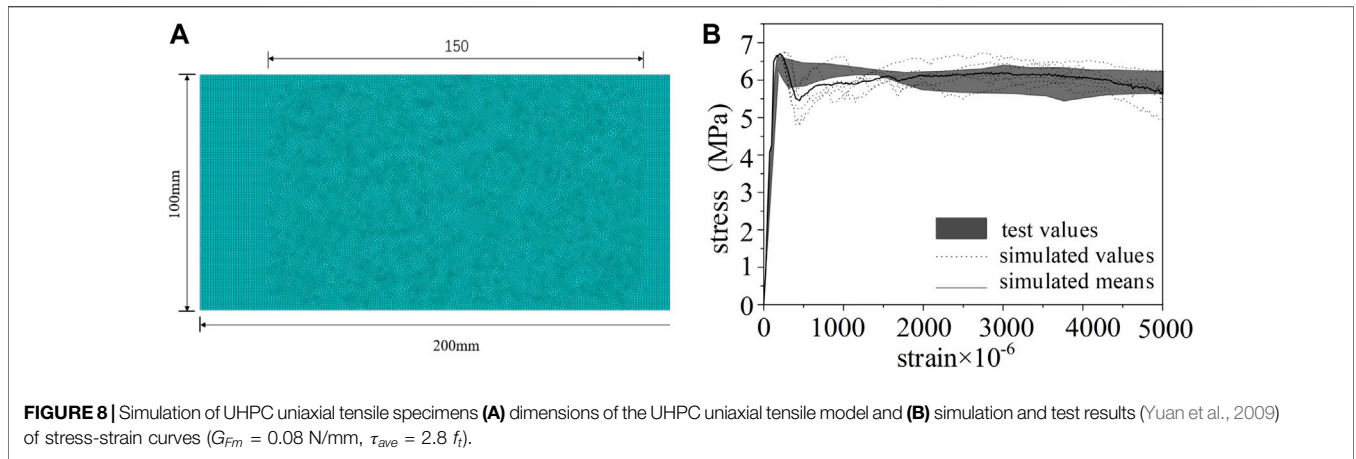 A
150
100mm
200mm
B
7
6
5
4
3
2
1
0
stress (MPa)
test values
simulated values
simulated means
0 1000 2000 3000 4000 5000
strain×10⁻⁶
FIGURE 8 | Simulation of UHPC uniaxial tensile specimens (A) dimensions of the UHPC uniaxial tensile model and (B) simulation and test results (Yuan et al., 2009)
of stress-strain curves (G_Fm = 0.08 N/mm, τ_ave = 2.8 f_t).